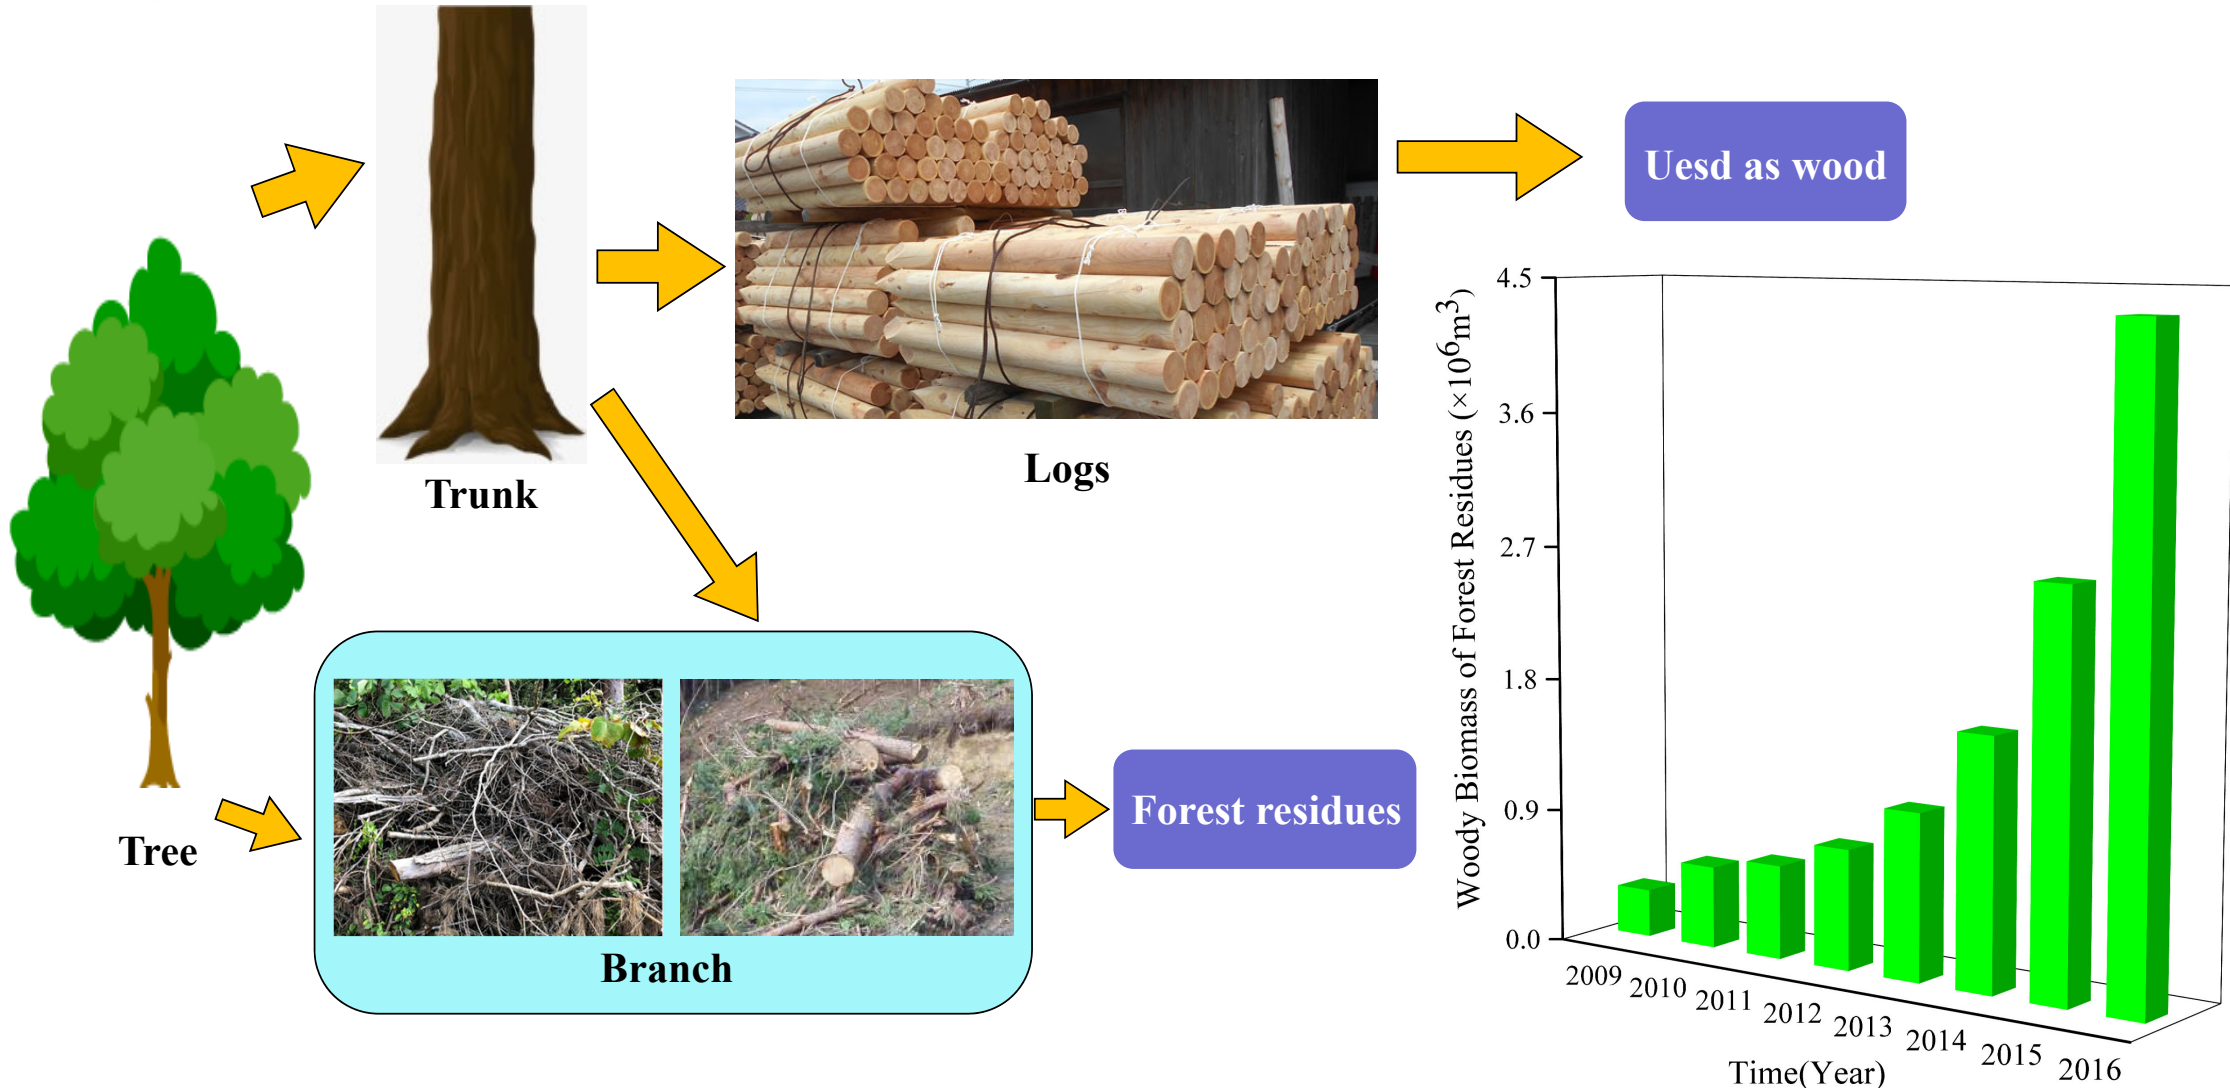 Uesd as wood
Trunk
Logs
Tree
Branch
Forest residues
Woody Biomass of Forest Residues (×10⁶m³)
4.5
3.6
2.7
1.8
0.9
0.0
2009
2010
2011
2012
2013
2014
2015
2016
Time(Year)